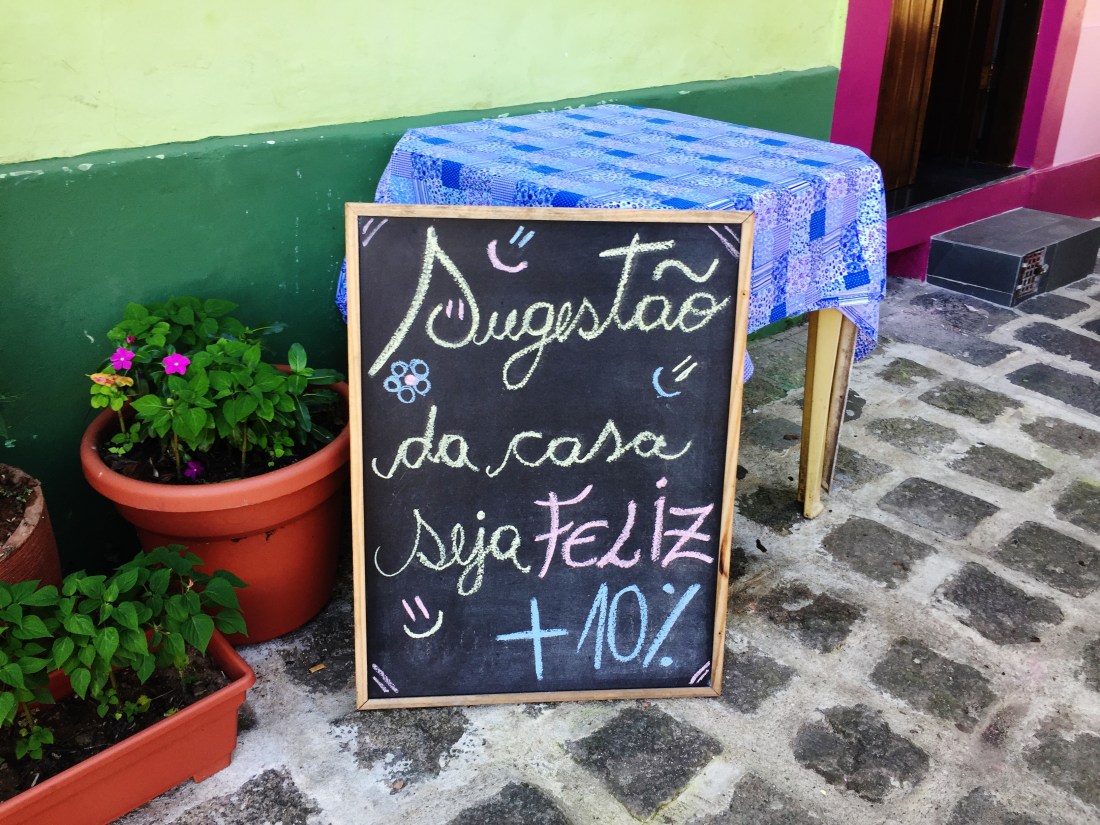 Sugestão
da casa
seja FELIZ
+ 10%